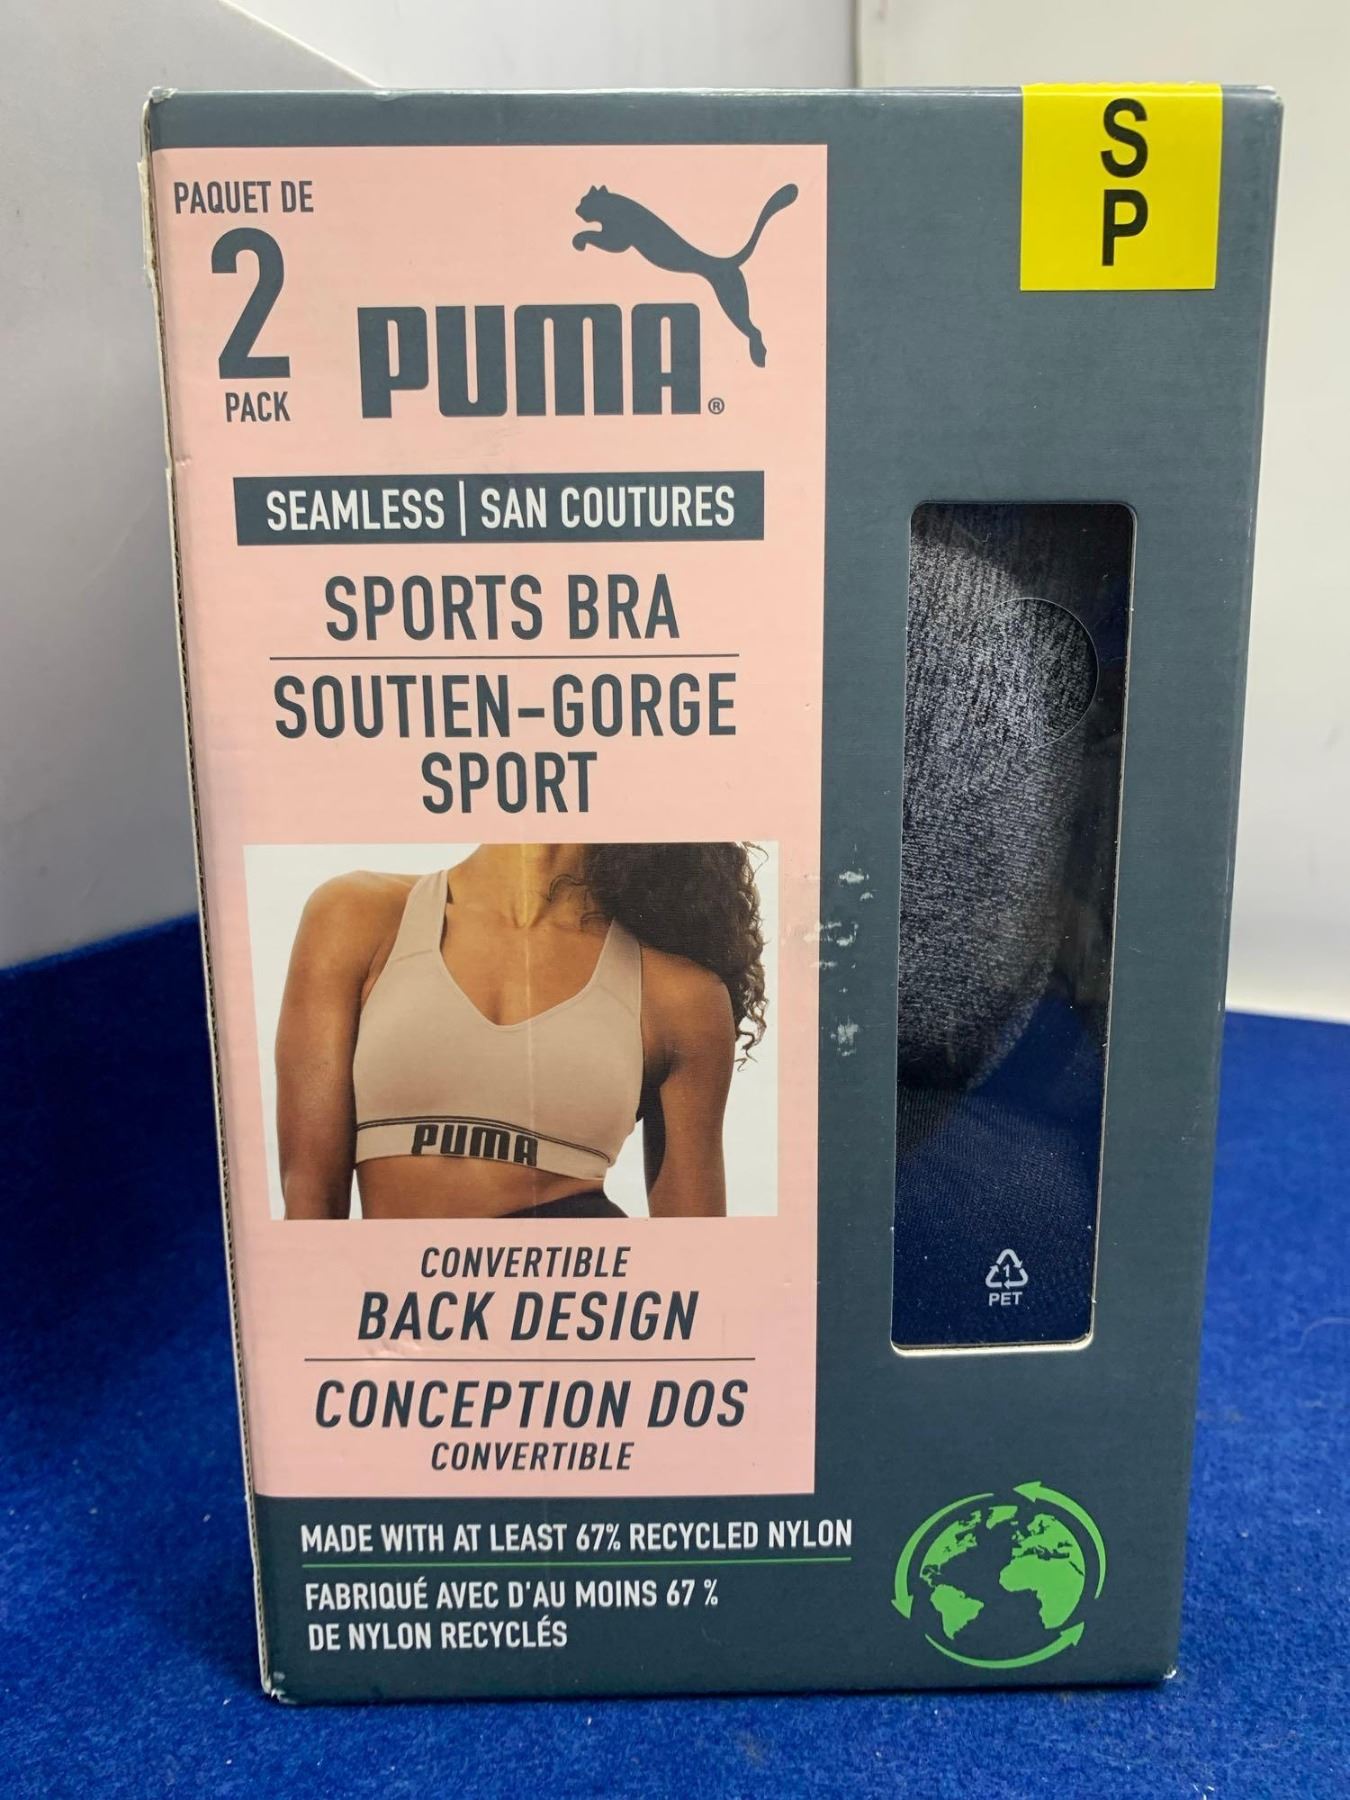 PAQUET DE
2
PACK
PUMA®
S
P
SEAMLESS | SAN COUTURES
SPORTS BRA
SOUTIEN-GORGE
SPORT
PUMA
CONVERTIBLE
BACK DESIGN
CONCEPTION DOS
CONVERTIBLE
1
PET
MADE WITH AT LEAST 67% RECYCLED NYLON
FABRIQUÉ AVEC D'AU MOINS 67 %
DE NYLON RECYCLÉS